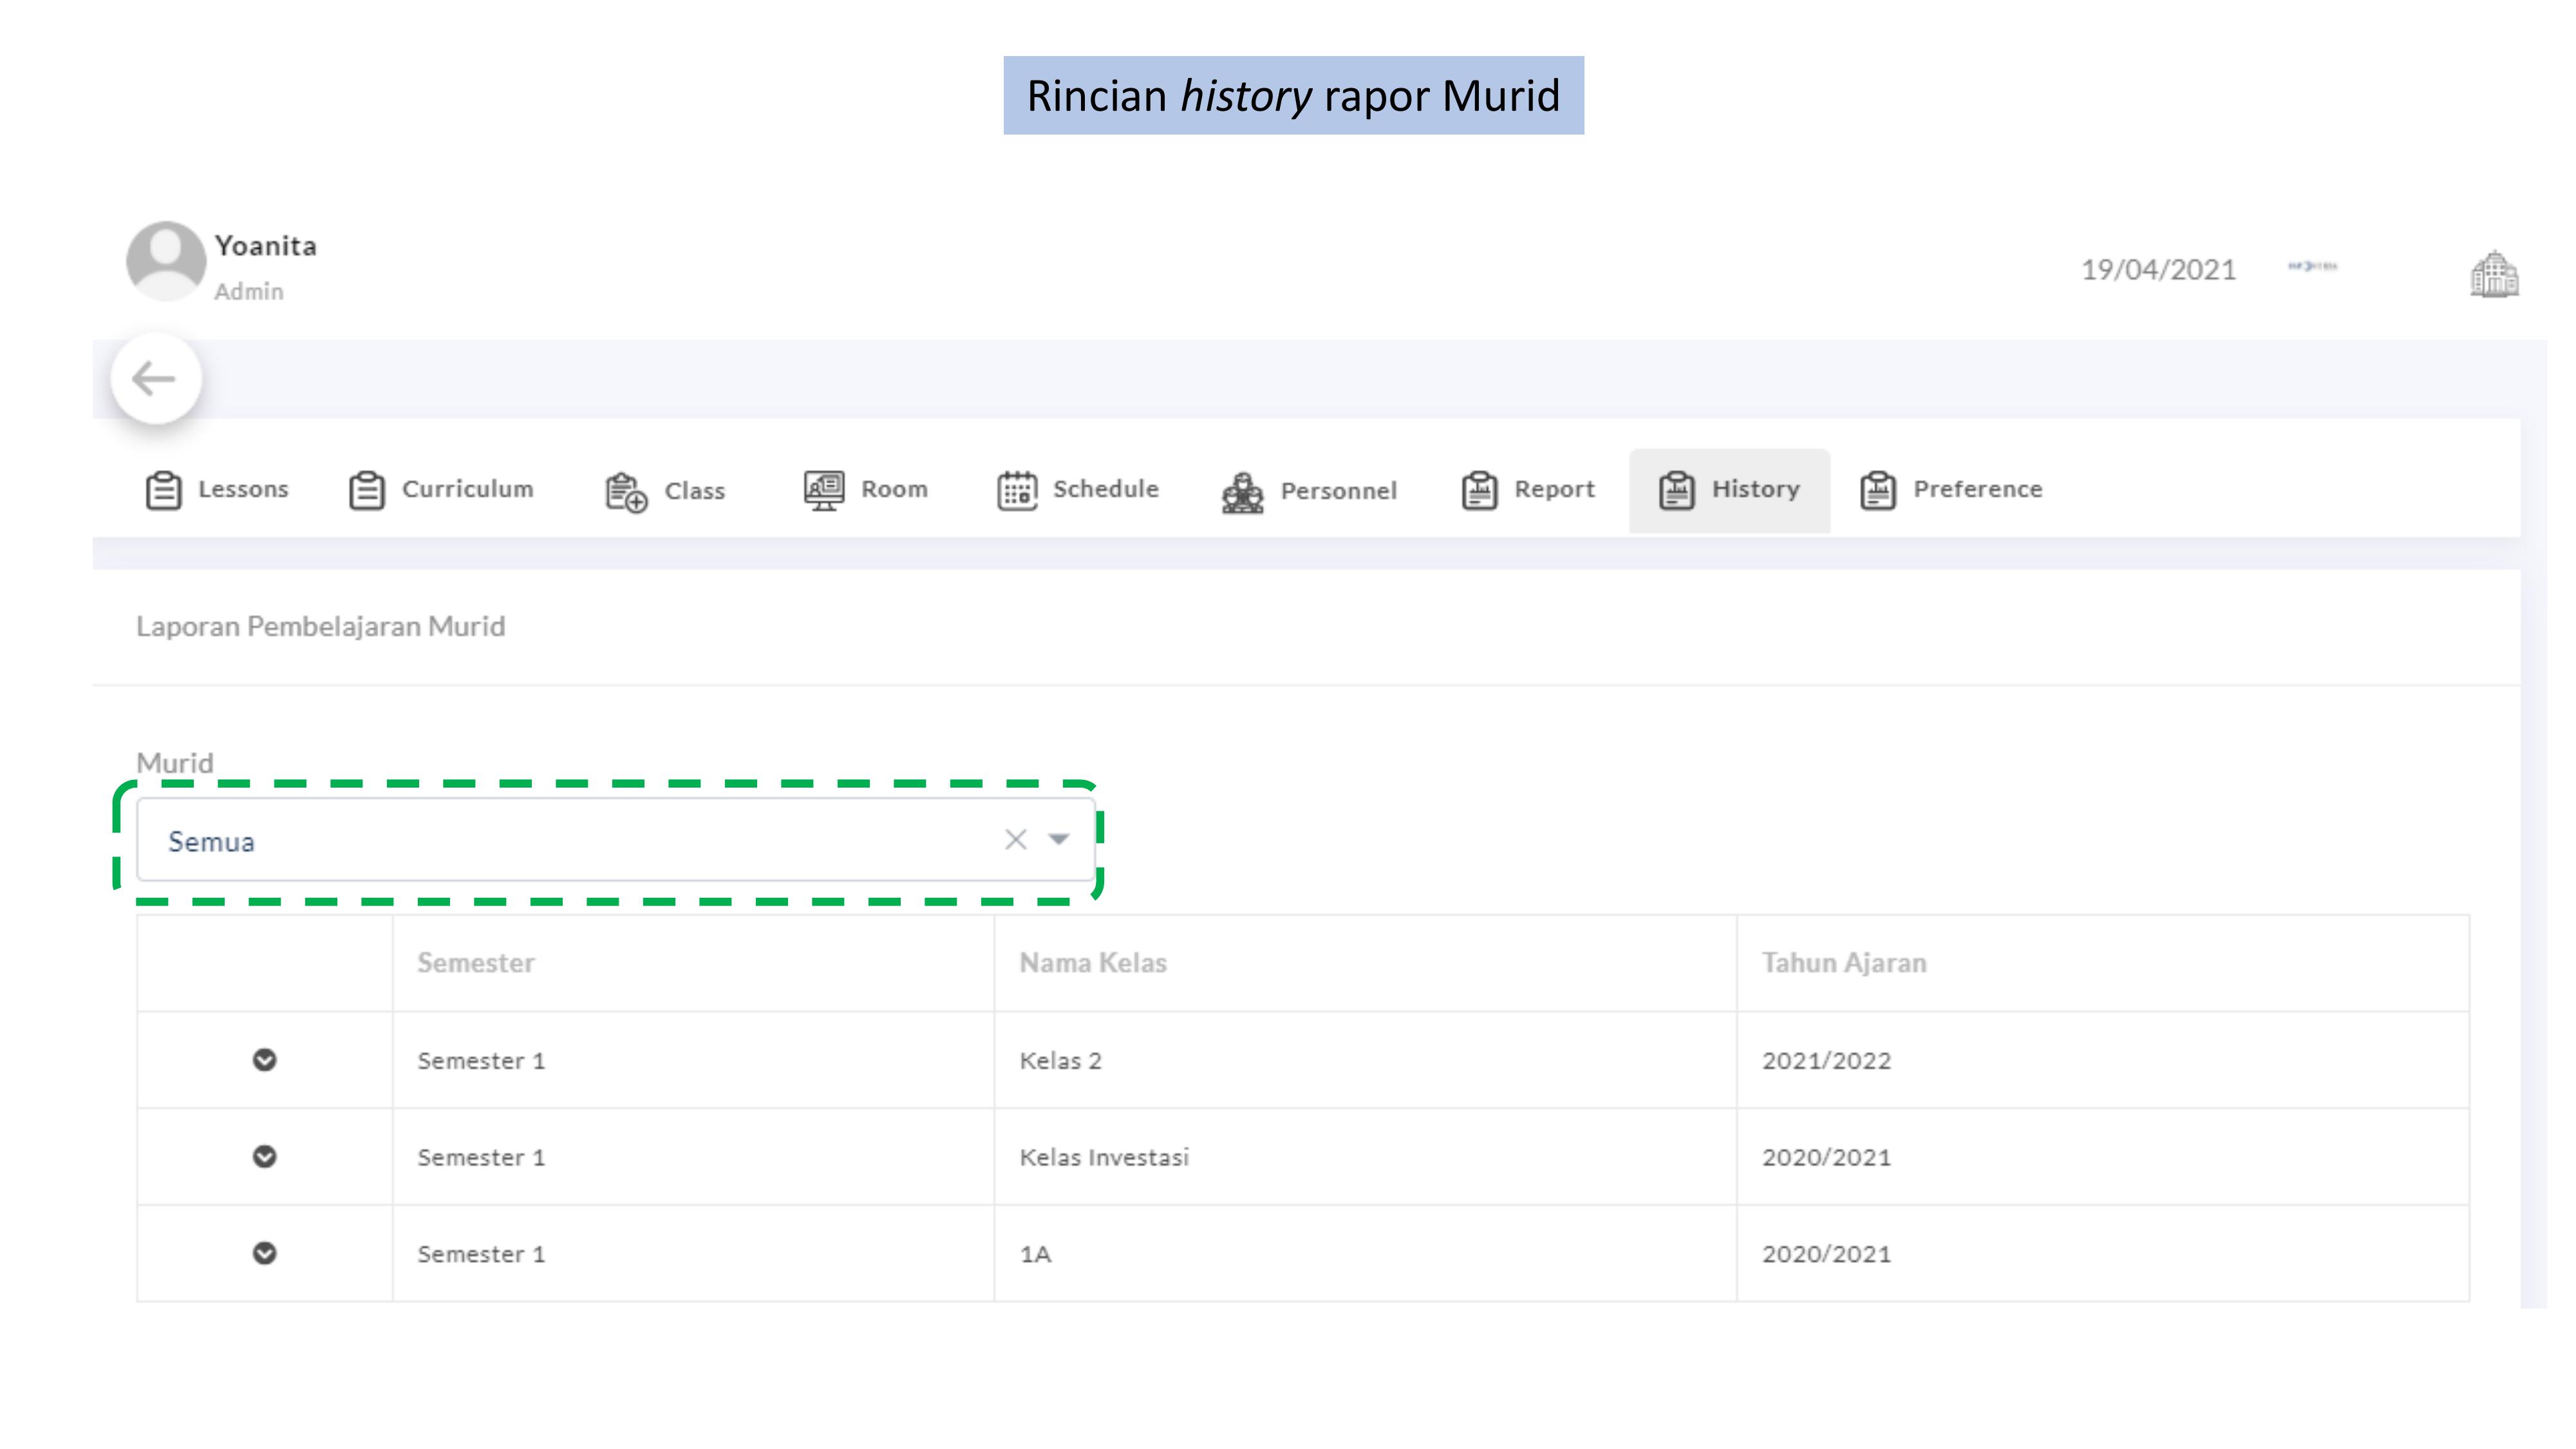 Rincian history rapor Murid
Yoanita
Admin
19/04/2021
Lessons Curriculum Class Room Schedule Personnel Report History Preference
Laporan Pembelajaran Murid
Murid
Semua
Semester Nama Kelas Tahun Ajaran
Semester 1 Kelas 2 2021/2022
Semester 1 Kelas Investasi 2020/2021
Semester 1 1A 2020/2021